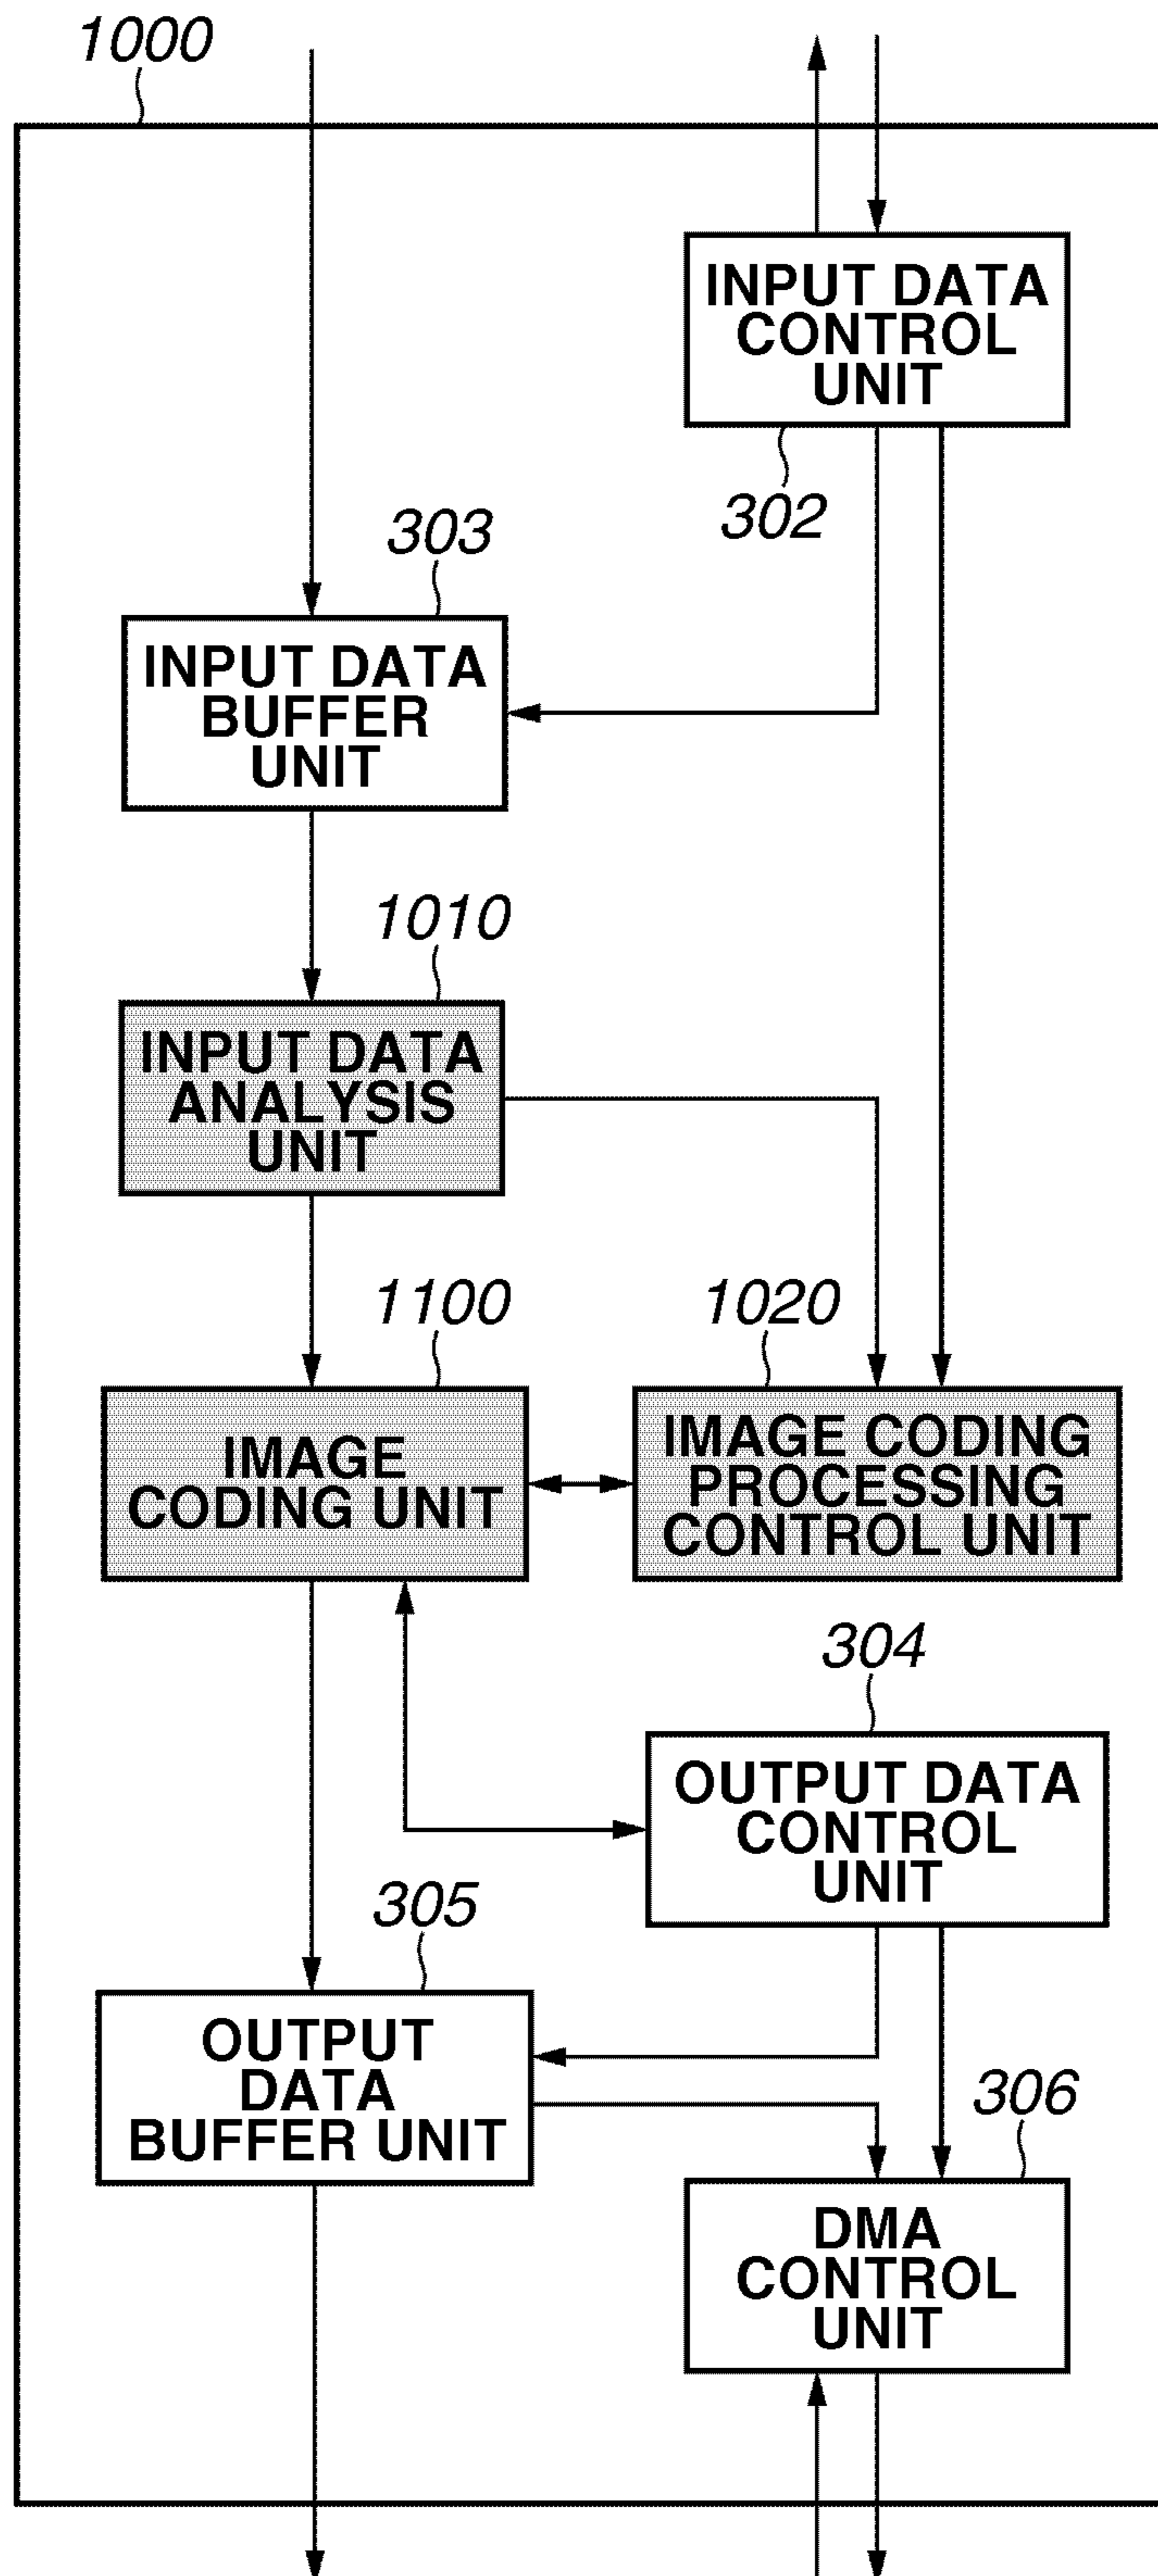 1000
INPUT DATA
CONTROL
UNIT
302
303
INPUT DATA
BUFFER
UNIT
1010
INPUT DATA
ANALYSIS
UNIT
1100
1020
IMAGE
CODING UNIT
IMAGE CODING
PROCESSING
CONTROL UNIT
304
OUTPUT DATA
CONTROL
UNIT
305
OUTPUT
DATA
BUFFER UNIT
306
DMA
CONTROL
UNIT